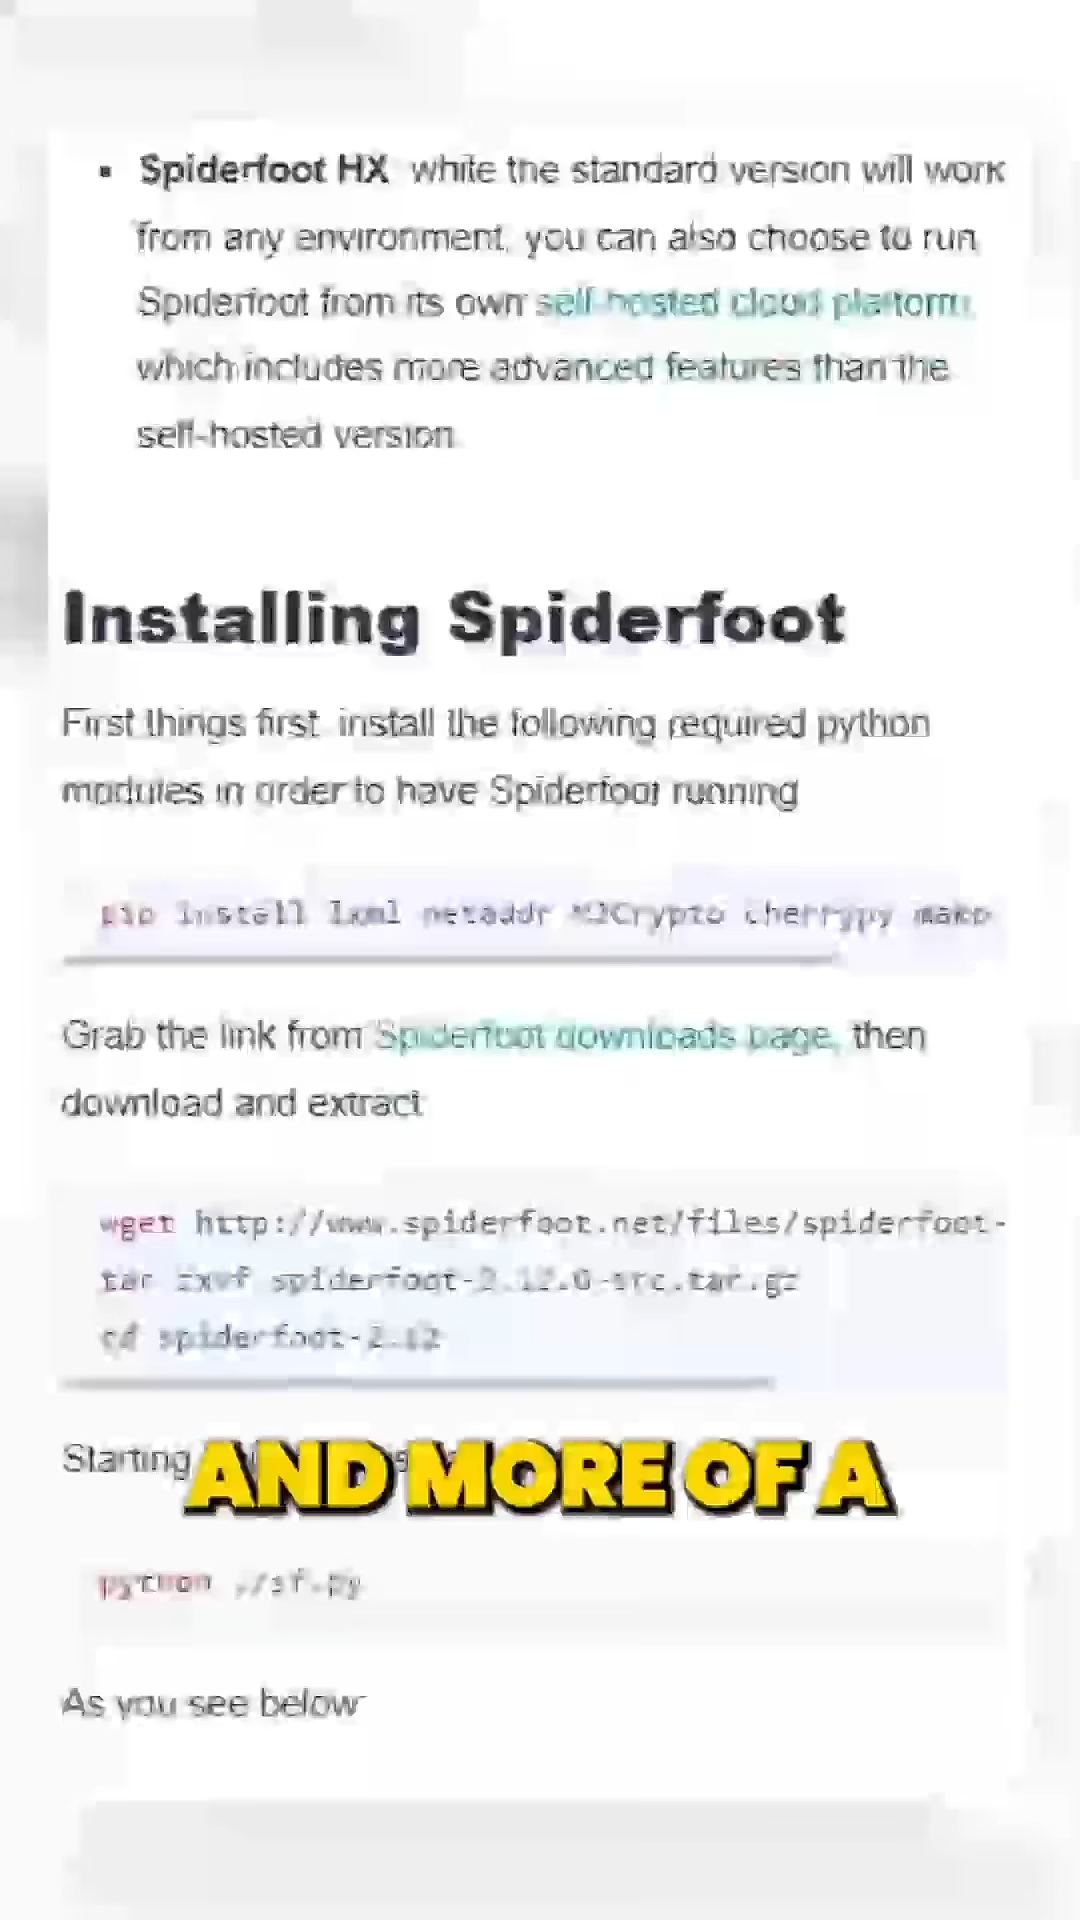 ▪ Spiderfoot HX while the standard version will work
from any environment, you can also choose to run
Spiderfoot from its own self-hosted cloud platform,
which includes more advanced features than the
self-hosted version
Installing Spiderfoot
First things first install the following required python
modules in order to have Spiderfoot running
pip install lxml netaddr M2Crypto cherrypy mako
Grab the link from Spiderfoot downloads page, then
download and extract
wget http://www.spiderfoot.net/files/spiderfoot-
tar zxvf spiderfoot-2.12.0-src.tar.gz
cd spiderfoot-2.12
Starting
AND MORE OF A
python ./sf.py
As you see below